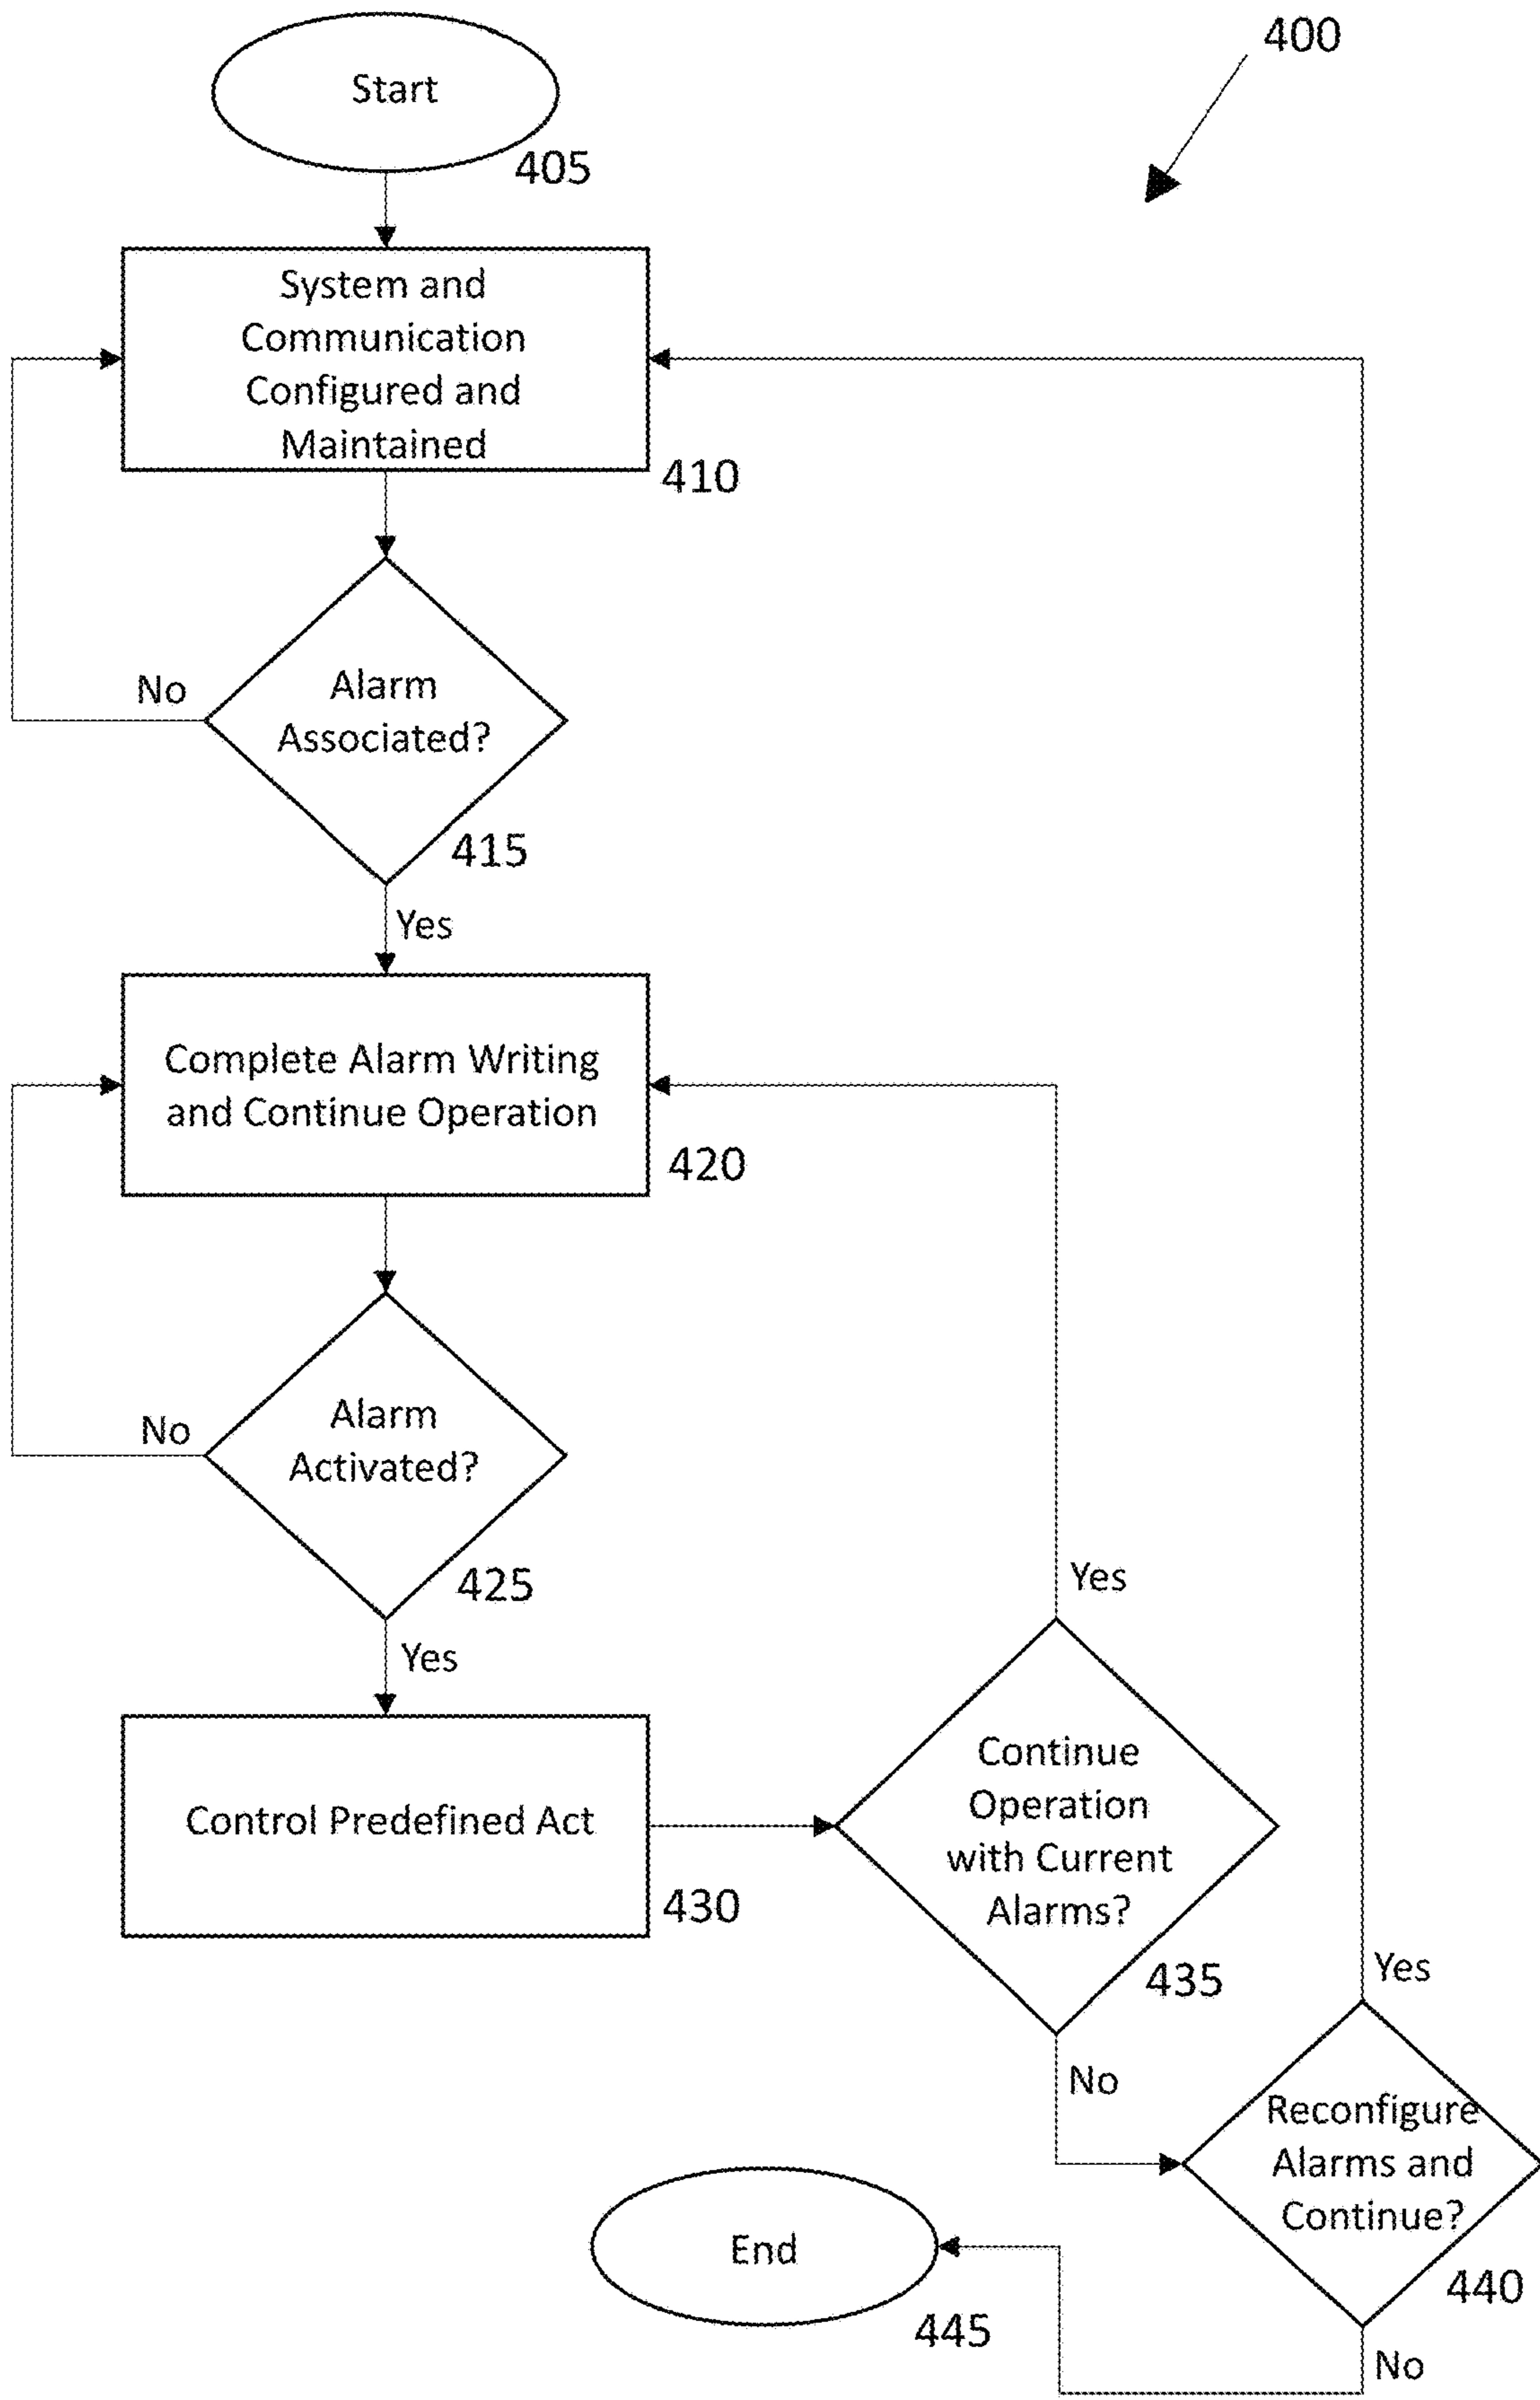 400
Start
405
System and
Communication
Configured and
Maintained
410
No
Alarm
Associated?
415
Yes
Complete Alarm Writing
and Continue Operation
420
No
Alarm
Activated?
425
Yes
Control Predefined Act
430
Yes
Continue
Operation
with Current
Alarms?
435
No
Yes
Reconfigure
Alarms and
Continue?
440
No
End
445